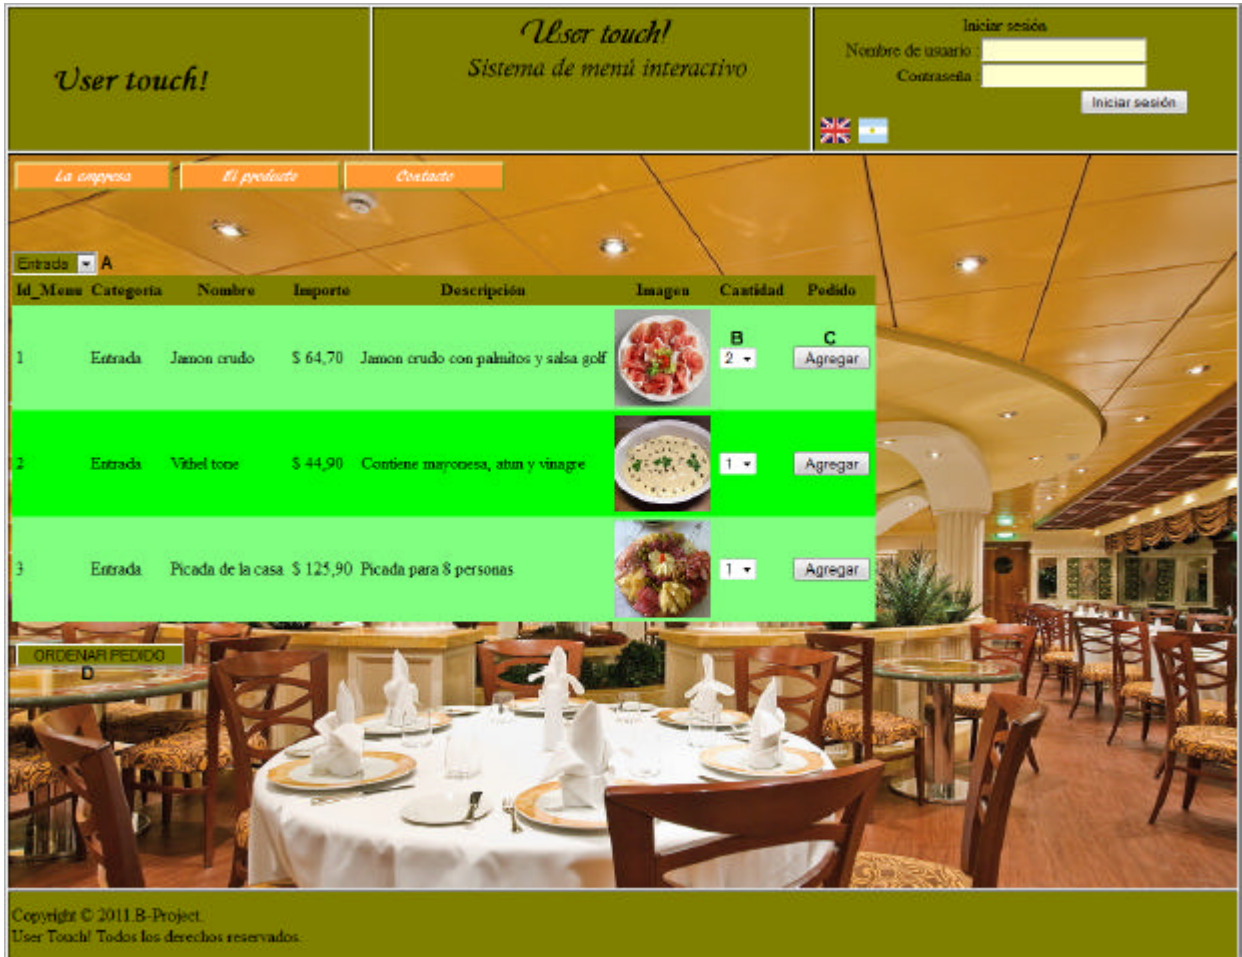 User touch!
User touch!
Sistema de menú interactivo
Iniciar sesión
Nombre de usuario :
Contraseña :
Iniciar sesión
La empresa
El producto
Contacto
Entrada A
Id_Menu Categoría Nombre Importe Descripción Imagen Cantidad Pedido
B C
1 Entrada Jamon crudo $ 64,70 Jamon crudo con palmitos y salsa golf 2 Agregar
2 Entrada Vithel tone $ 44,90 Contiene mayonesa, atun y vinagre 1 Agregar
3 Entrada Picada de la casa $ 125,90 Picada para 8 personas 1 Agregar
ORDENAR PEDIDO
D
Copyright © 2011.B-Project.
User Touch! Todos los derechos reservados.